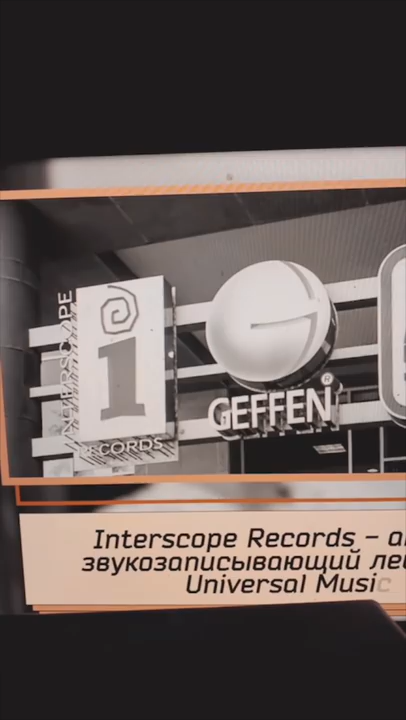 INTERSCOPE
i
RECORDS
GEFFEN®
Interscope Records –
звукозаписывающий
Universal Music